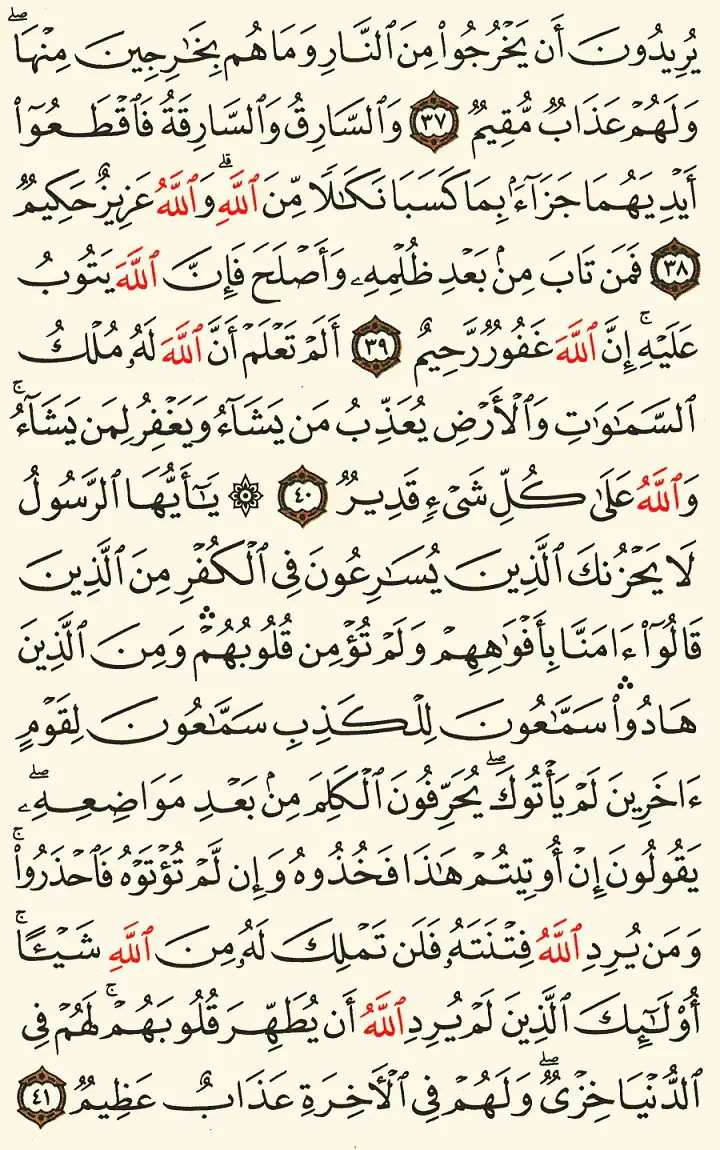 يُرِيدُونَ أَن يَخْرُجُوا۟ مِنَ ٱلنَّارِ وَمَا هُم بِخَـٰرِجِينَ مِنْهَا ۖ
وَلَهُمْ عَذَابٌ مُّقِيمٌ ٣٧ وَٱلسَّارِقُ وَٱلسَّارِقَةُ فَٱقْطَعُوٓا۟
أَيْدِيَهُمَا جَزَآءًۢ بِمَا كَسَبَا نَكَـٰلًا مِّنَ ٱللَّهِ ۗ وَٱللَّهُ عَزِيزٌ حَكِيمٌ
٣٨ فَمَن تَابَ مِنۢ بَعْدِ ظُلْمِهِۦ وَأَصْلَحَ فَإِنَّ ٱللَّهَ يَتُوبُ
عَلَيْهِ ۚ إِنَّ ٱللَّهَ غَفُورٌ رَّحِيمٌ ٣٩ أَلَمْ تَعْلَمْ أَنَّ ٱللَّهَ لَهُۥ مُلْكُ
ٱلسَّمَـٰوَٰتِ وَٱلْأَرْضِ يُعَذِّبُ مَن يَشَآءُ وَيَغْفِرُ لِمَن يَشَآءُ ۗ
وَٱللَّهُ عَلَىٰ كُلِّ شَىْءٍ قَدِيرٌ ٤٠ ۞ يَـٰٓأَيُّهَا ٱلرَّسُولُ
لَا يَحْزُنكَ ٱلَّذِينَ يُسَـٰرِعُونَ فِى ٱلْكُفْرِ مِنَ ٱلَّذِينَ
قَالُوٓا۟ ءَامَنَّا بِأَفْوَٰهِهِمْ وَلَمْ تُؤْمِن قُلُوبُهُمْ ۛ وَمِنَ ٱلَّذِينَ
هَادُوا۟ ۛ سَمَّـٰعُونَ لِلْكَذِبِ سَمَّـٰعُونَ لِقَوْمٍ
ءَاخَرِينَ لَمْ يَأْتُوكَ ۖ يُحَرِّفُونَ ٱلْكَلِمَ مِنۢ بَعْدِ مَوَاضِعِهِۦ ۖ
يَقُولُونَ إِنْ أُوتِيتُمْ هَـٰذَا فَخُذُوهُ وَإِن لَّمْ تُؤْتَوْهُ فَٱحْذَرُوا۟ ۚ
وَمَن يُرِدِ ٱللَّهُ فِتْنَتَهُۥ فَلَن تَمْلِكَ لَهُۥ مِنَ ٱللَّهِ شَيْـًٔا ۚ
أُو۟لَـٰٓئِكَ ٱلَّذِينَ لَمْ يُرِدِ ٱللَّهُ أَن يُطَهِّرَ قُلُوبَهُمْ ۚ لَهُمْ فِى
ٱلدُّنْيَا خِزْىٌ ۖ وَلَهُمْ فِى ٱلْـَٔاخِرَةِ عَذَابٌ عَظِيمٌ ٤١